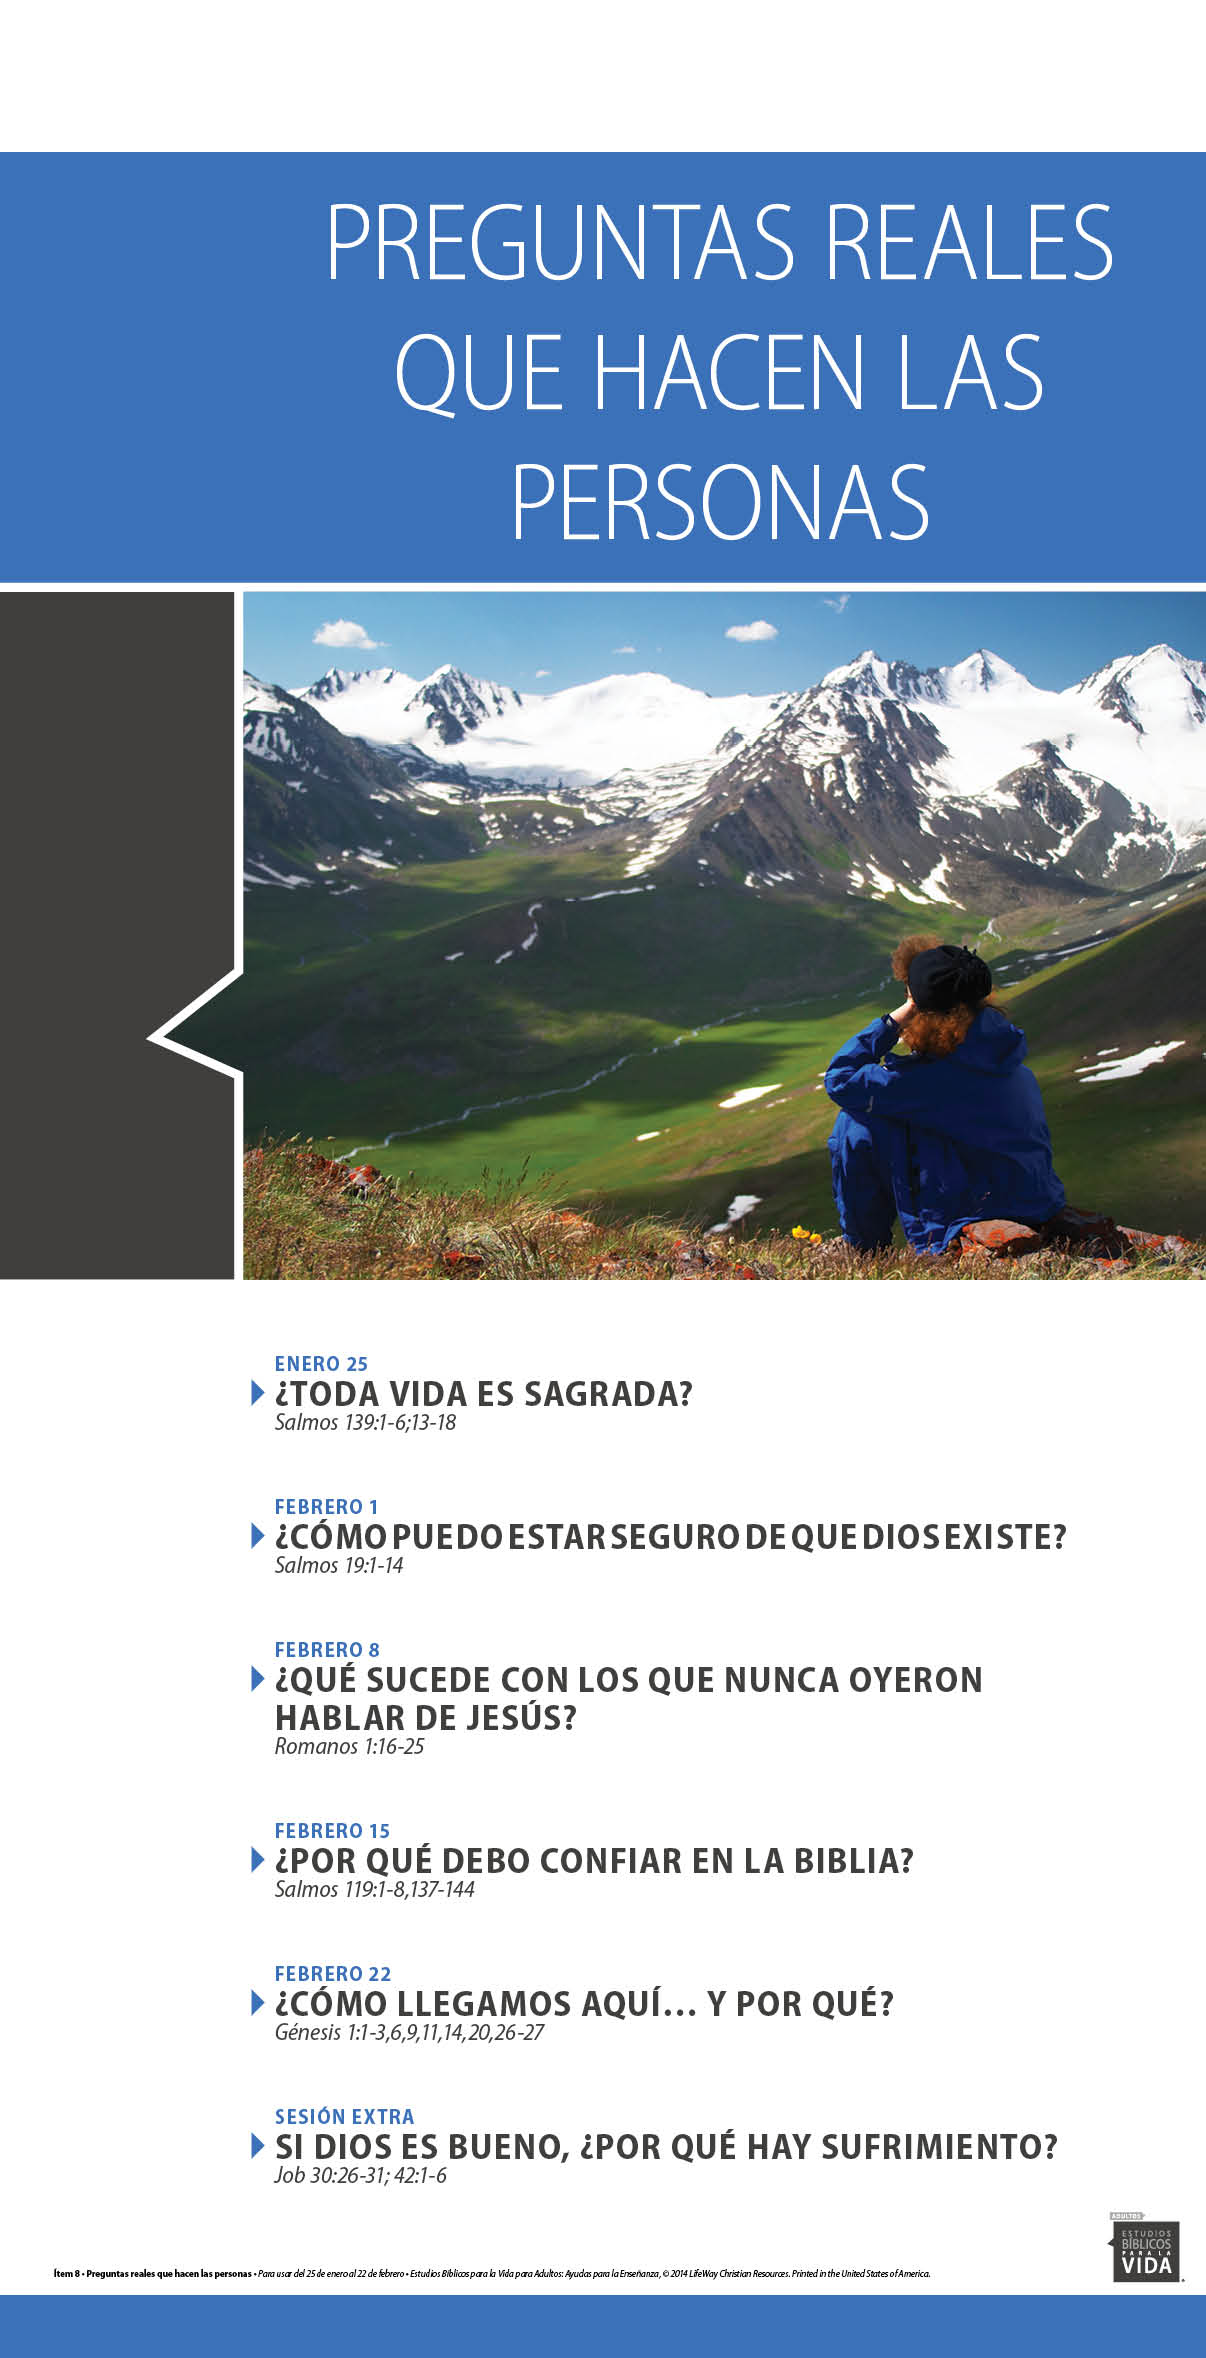 PREGUNTAS REALES
QUE HACEN LAS
PERSONAS
ENERO 25
¿TODA VIDA ES SAGRADA?
Salmos 139:1-6;13-18
FEBRERO 1
¿CÓMO PUEDO ESTAR SEGURO DE QUE DIOS EXISTE?
Salmos 19:1-14
FEBRERO 8
¿QUÉ SUCEDE CON LOS QUE NUNCA OYERON
HABLAR DE JESÚS?
Romanos 1:16-25
FEBRERO 15
¿POR QUÉ DEBO CONFIAR EN LA BIBLIA?
Salmos 119:1-8,137-144
FEBRERO 22
¿CÓMO LLEGAMOS AQUÍ... Y POR QUÉ?
Génesis 1:1-3,6,9,11,14,20,26-27
SESIÓN EXTRA
SI DIOS ES BUENO, ¿POR QUÉ HAY SUFRIMIENTO?
Job 30:26-31; 42:1-6
ADULTOS
ESTUDIOS
BÍBLICOS
PARA LA
VIDA
Ítem 8 • Preguntas reales que hacen las personas • Para usar del 25 de enero al 22 de febrero • Estudios Bíblicos para la Vida para Adultos: Ayudas para la Enseñanza, © 2014 LifeWay Christian Resources. Printed in the United States of America.